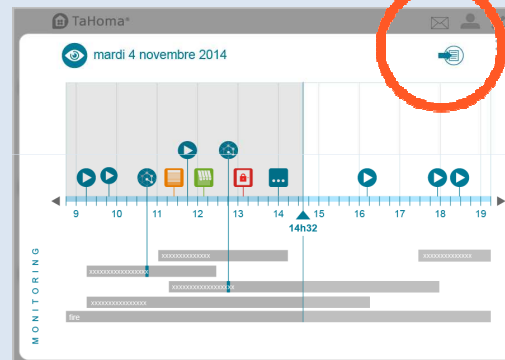 TaHoma®
mardi 4 novembre 2014
9 10 11 12 13 14 15 16 17 18 19
14h32
MONITORING
xxxxxxxxxxxxxx xxxxxxxxxxxxxx
xxxxxxxxxxxxxxxxx
xxxxxxxxxxxxxxxxxx
xxxxxxxxxxxxxxxx
fire